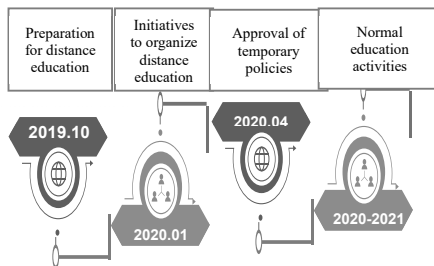 Preparation
for distance
education
Initiatives
to organize
distance
education
Approval of
temporary
policies
Normal
education
activities
2019.10
2020.01
2020.04
2020-2021